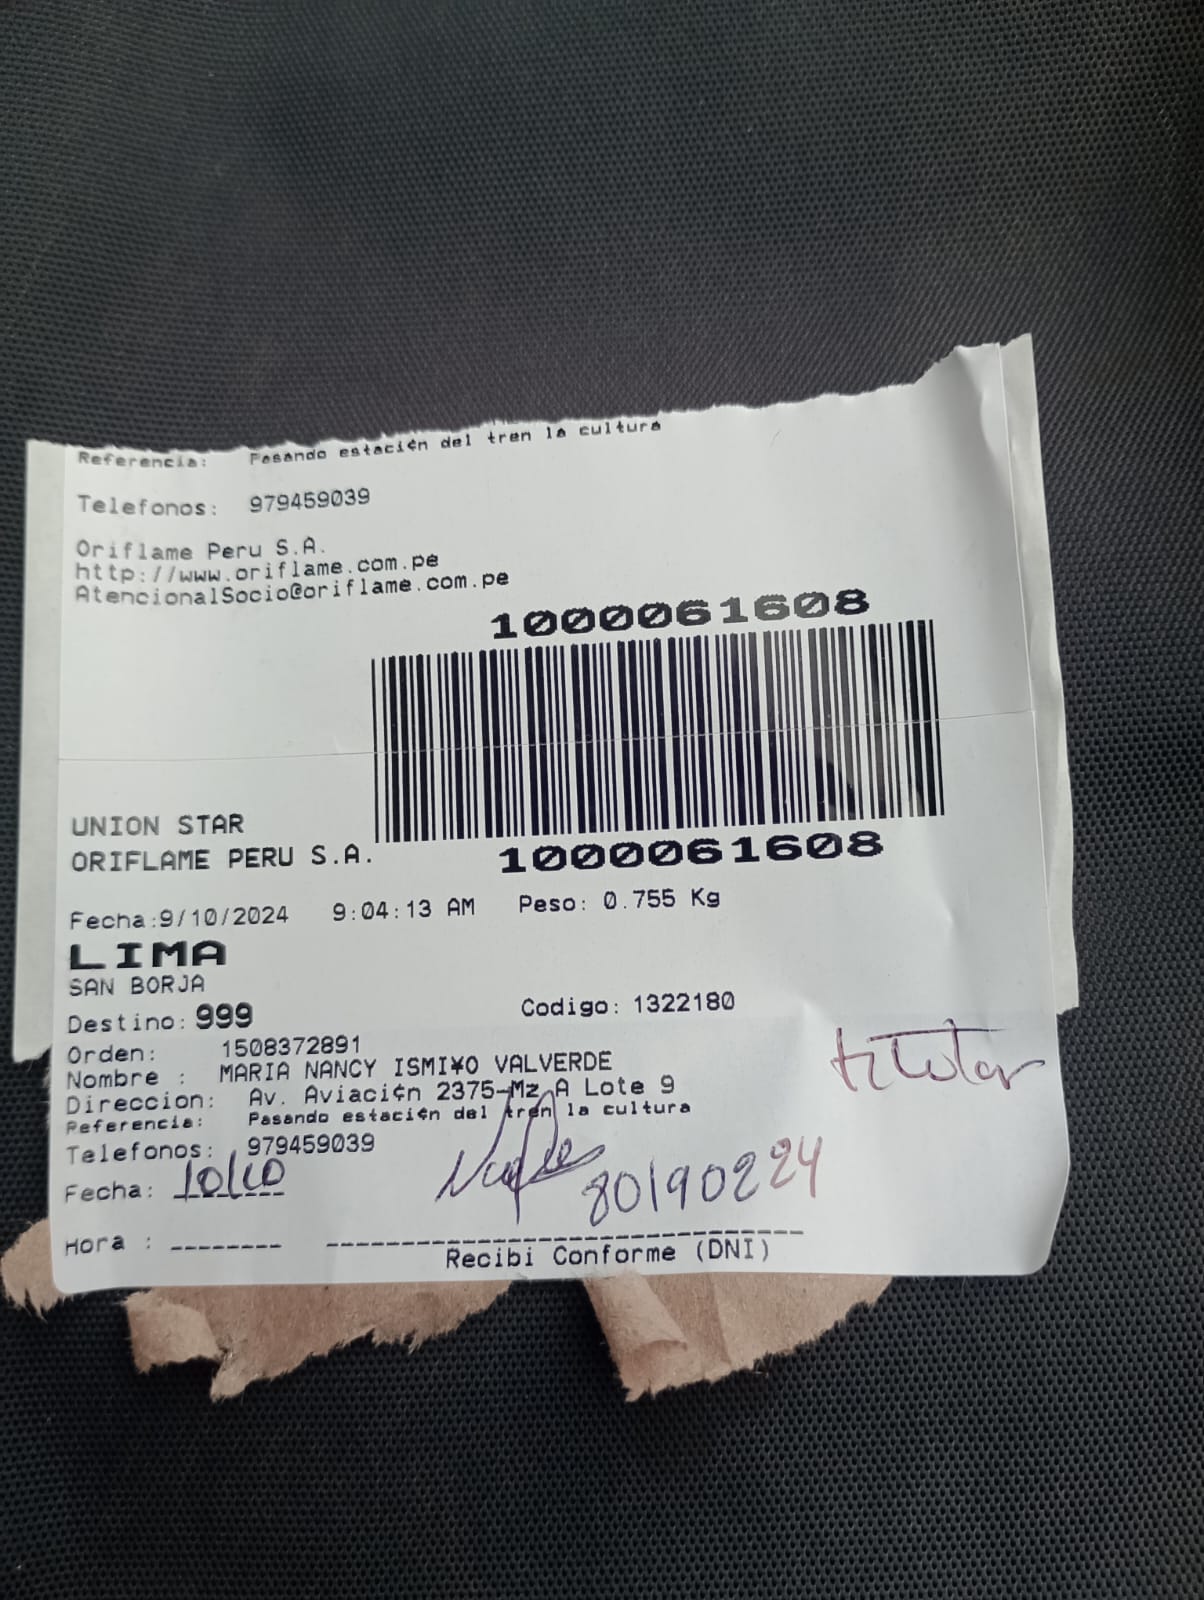 Referencia: Pasando estaci¢n del tren la cultura
Telefonos: 979459039
Oriflame Peru S.A.
http://www.oriflame.com.pe
AtencionalSocio@oriflame.com.pe
1000061608
UNION STAR
ORIFLAME PERU S.A.
1000061608
Fecha:9/10/2024 9:04:13 AM Peso: 0.755 Kg
LIMA
SAN BORJA
Destino: 999 Codigo: 1322180
Orden: 1508372891
Nombre : MARIA NANCY ISMI¥O VALVERDE
titular
Direccion: Av. Aviaci¢n 2375-Mz A Lote 9
Referencia: Pasando estaci¢n del tren la cultura
Telefonos: 979459039
Fecha: 10/10 80190224
Hora :
Recibi Conforme (DNI)